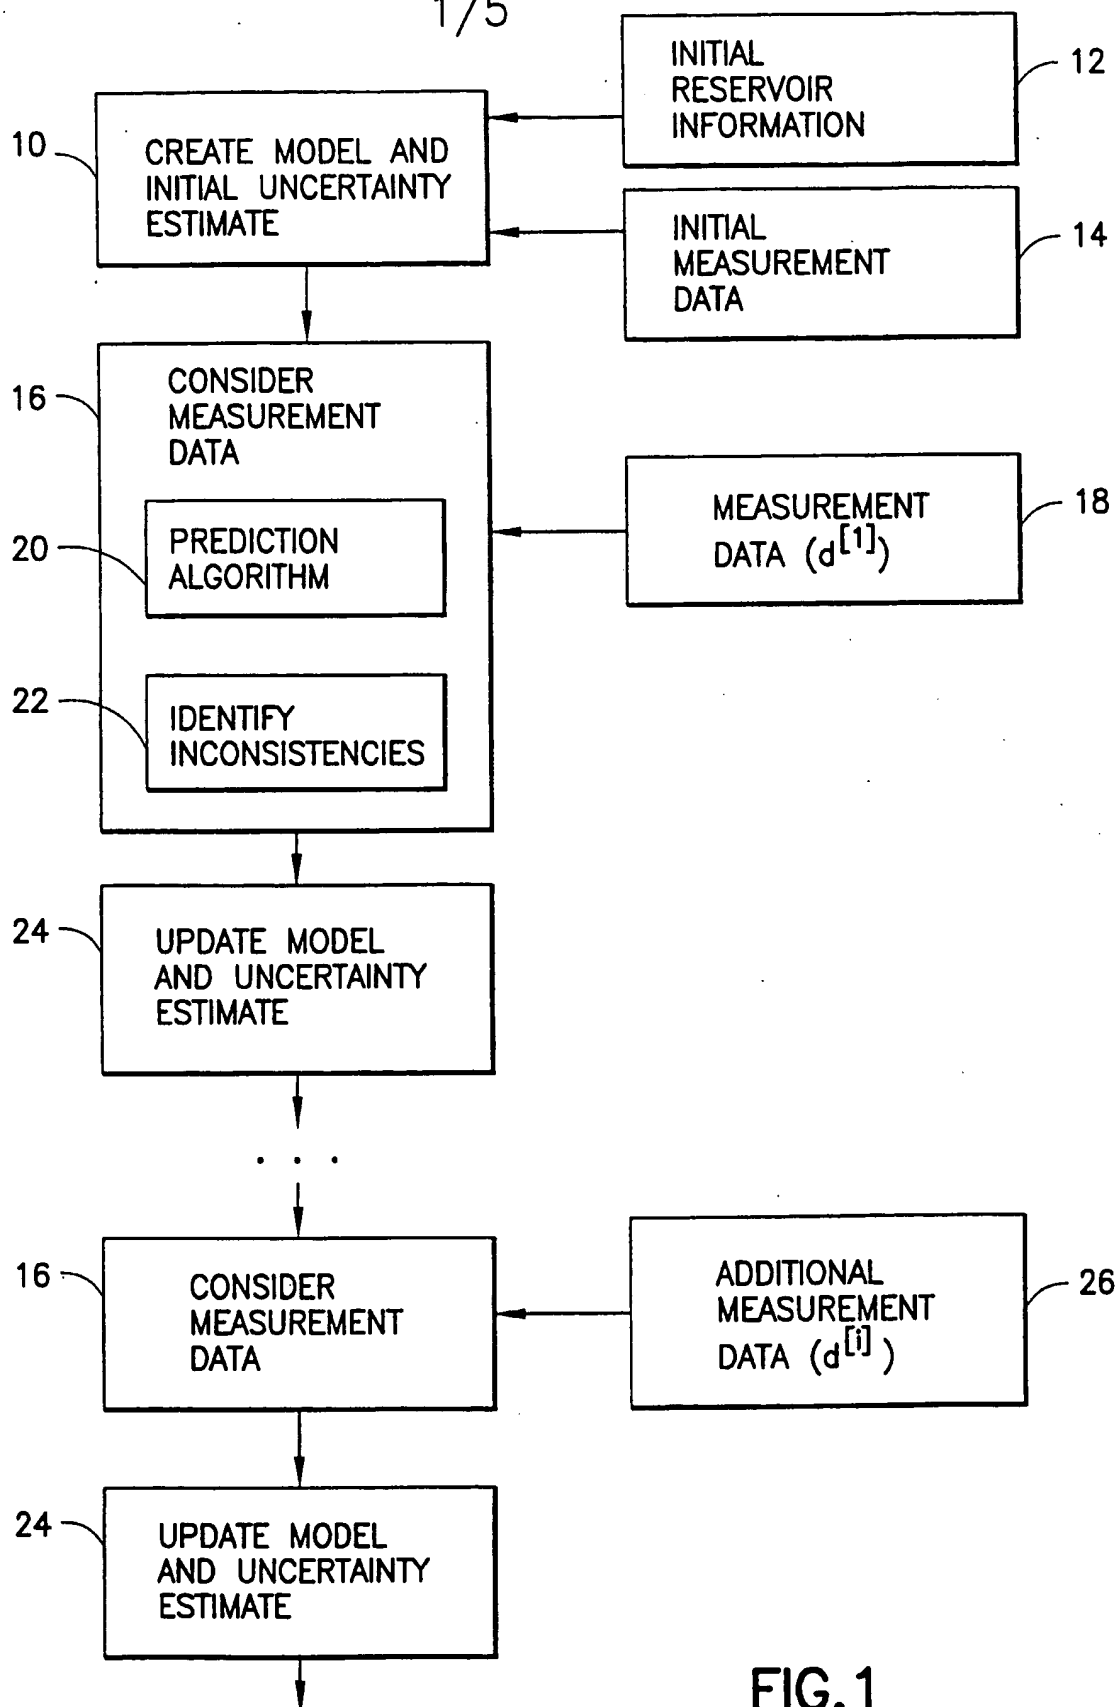 1/5
INITIAL
RESERVOIR
INFORMATION
12
10
CREATE MODEL AND
INITIAL UNCERTAINTY
ESTIMATE
INITIAL
MEASUREMENT
DATA
14
16
CONSIDER
MEASUREMENT
DATA
MEASUREMENT
DATA (d[1])
18
20
PREDICTION
ALGORITHM
22
IDENTIFY
INCONSISTENCIES
24
UPDATE MODEL
AND UNCERTAINTY
ESTIMATE
. . .
16
CONSIDER
MEASUREMENT
DATA
ADDITIONAL
MEASUREMENT
DATA (d[i])
26
24
UPDATE MODEL
AND UNCERTAINTY
ESTIMATE
FIG.1